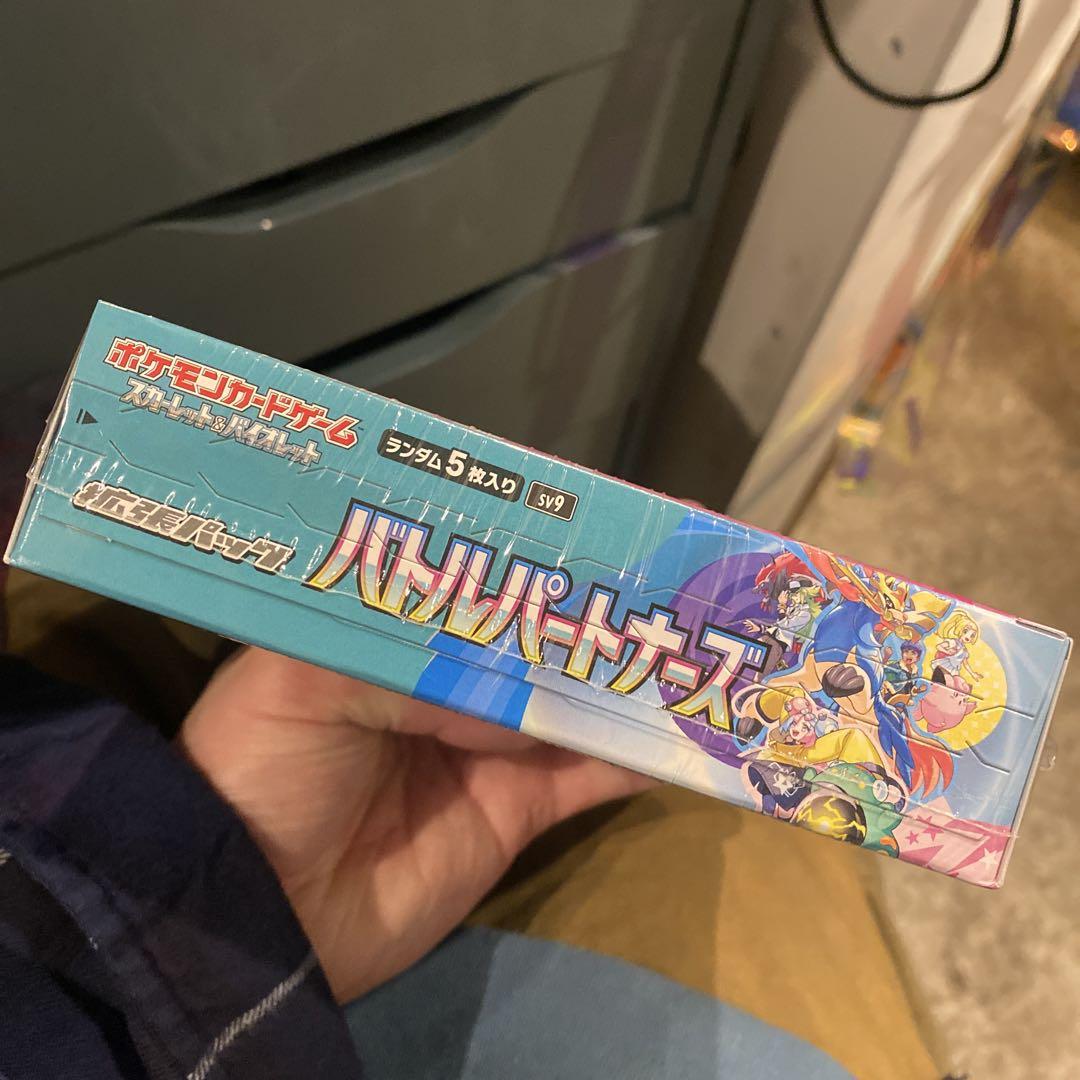 ポケモンカードゲーム
スカーレット&バイオレット
ランダム5枚入り
SV9
拡張パック
バトルパートナーズ